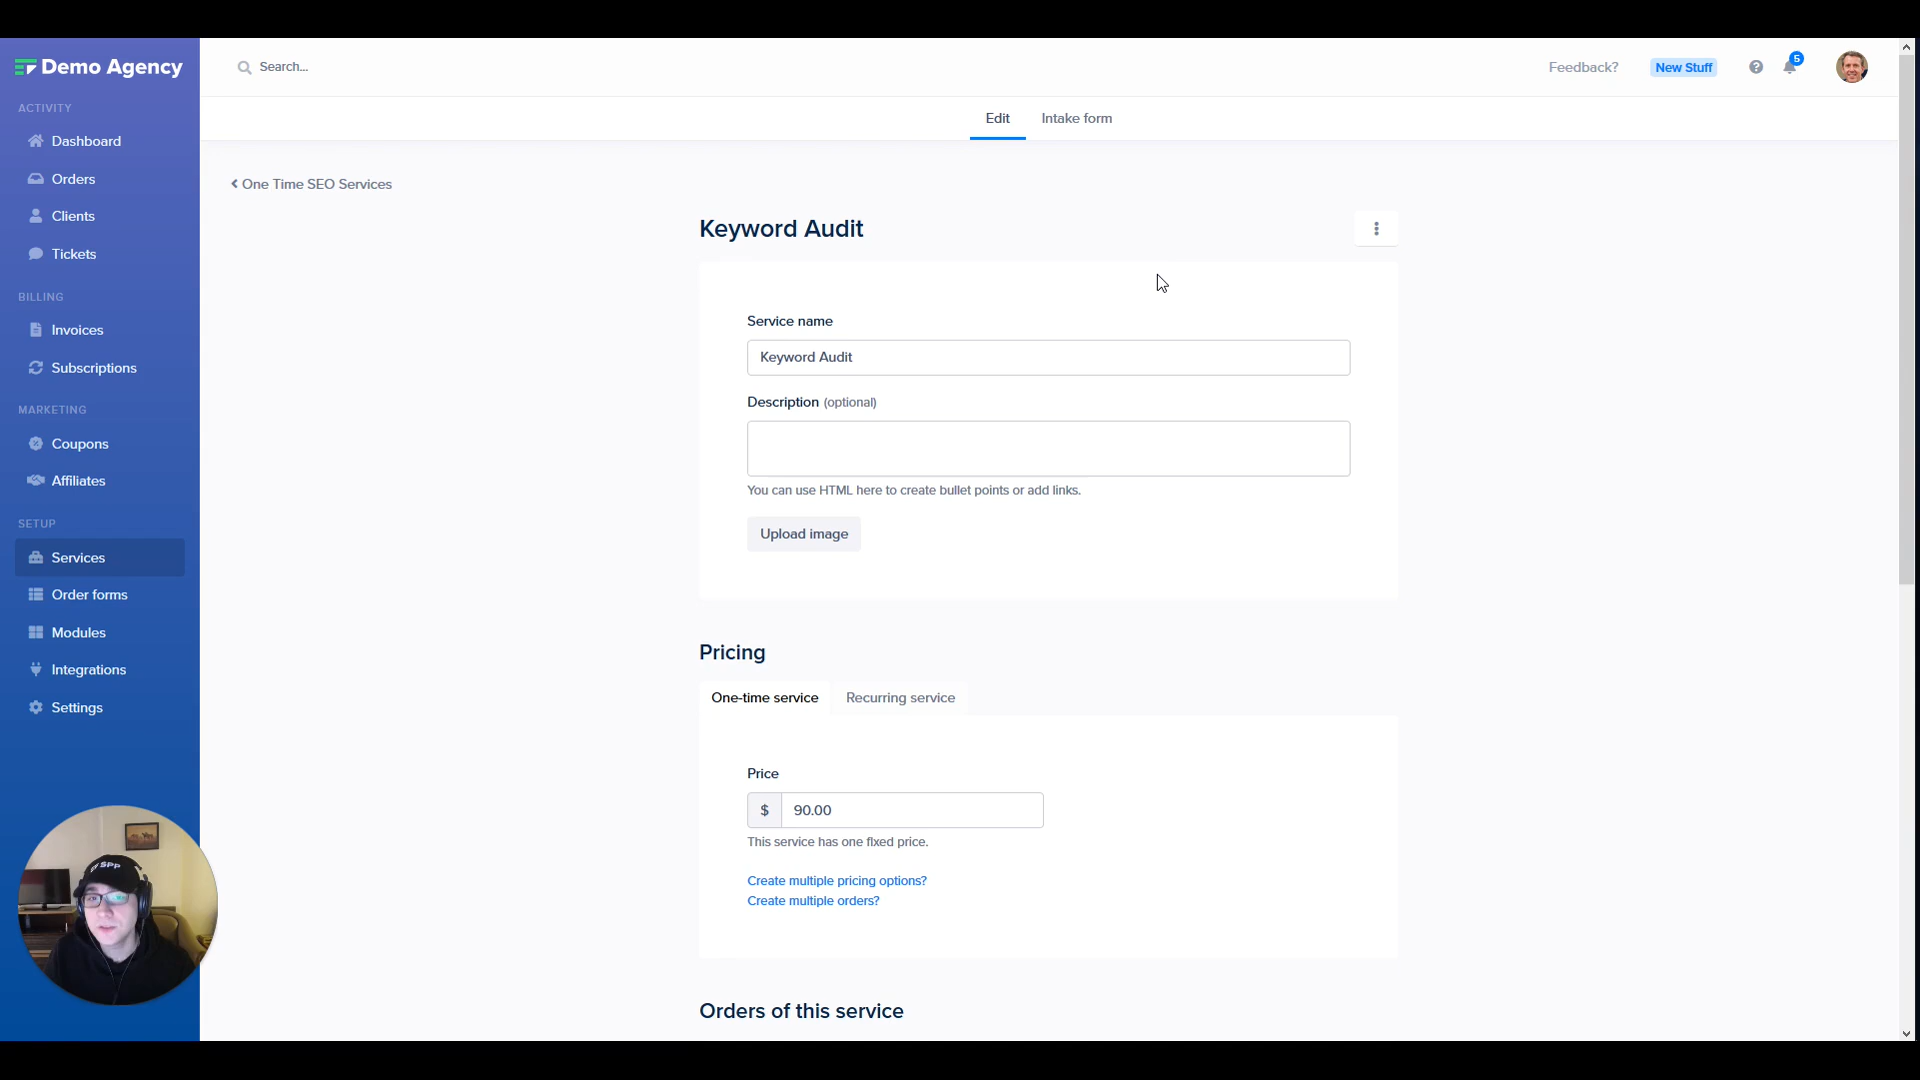 Demo Agency
Search...
Feedback?
New Stuff
5
ACTIVITY
Dashboard
Orders
Clients
Tickets
BILLING
Invoices
Subscriptions
MARKETING
Coupons
Affiliates
SETUP
Services
Order forms
Modules
Integrations
Settings
SPP
Edit
Intake form
One Time SEO Services
Keyword Audit
Service name
Keyword Audit
Description (optional)
You can use HTML here to create bullet points or add links.
Upload image
Pricing
One-time service
Recurring service
Price
$ 90.00
This service has one fixed price.
Create multiple pricing options?
Create multiple orders?
Orders of this service